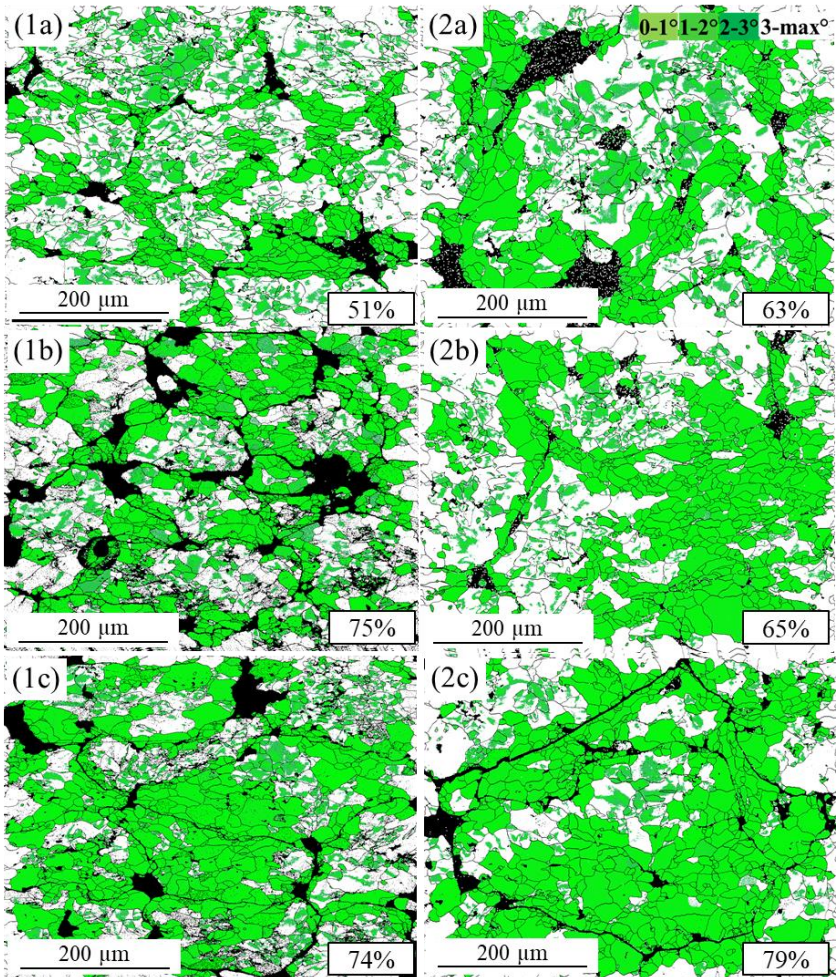 (1a)
200 µm
51%
(2a)
0-1°1-2°2-3°3-max°
200 µm
63%
(1b)
200 µm
75%
(2b)
200 µm
65%
(1c)
200 µm
74%
(2c)
200 µm
79%